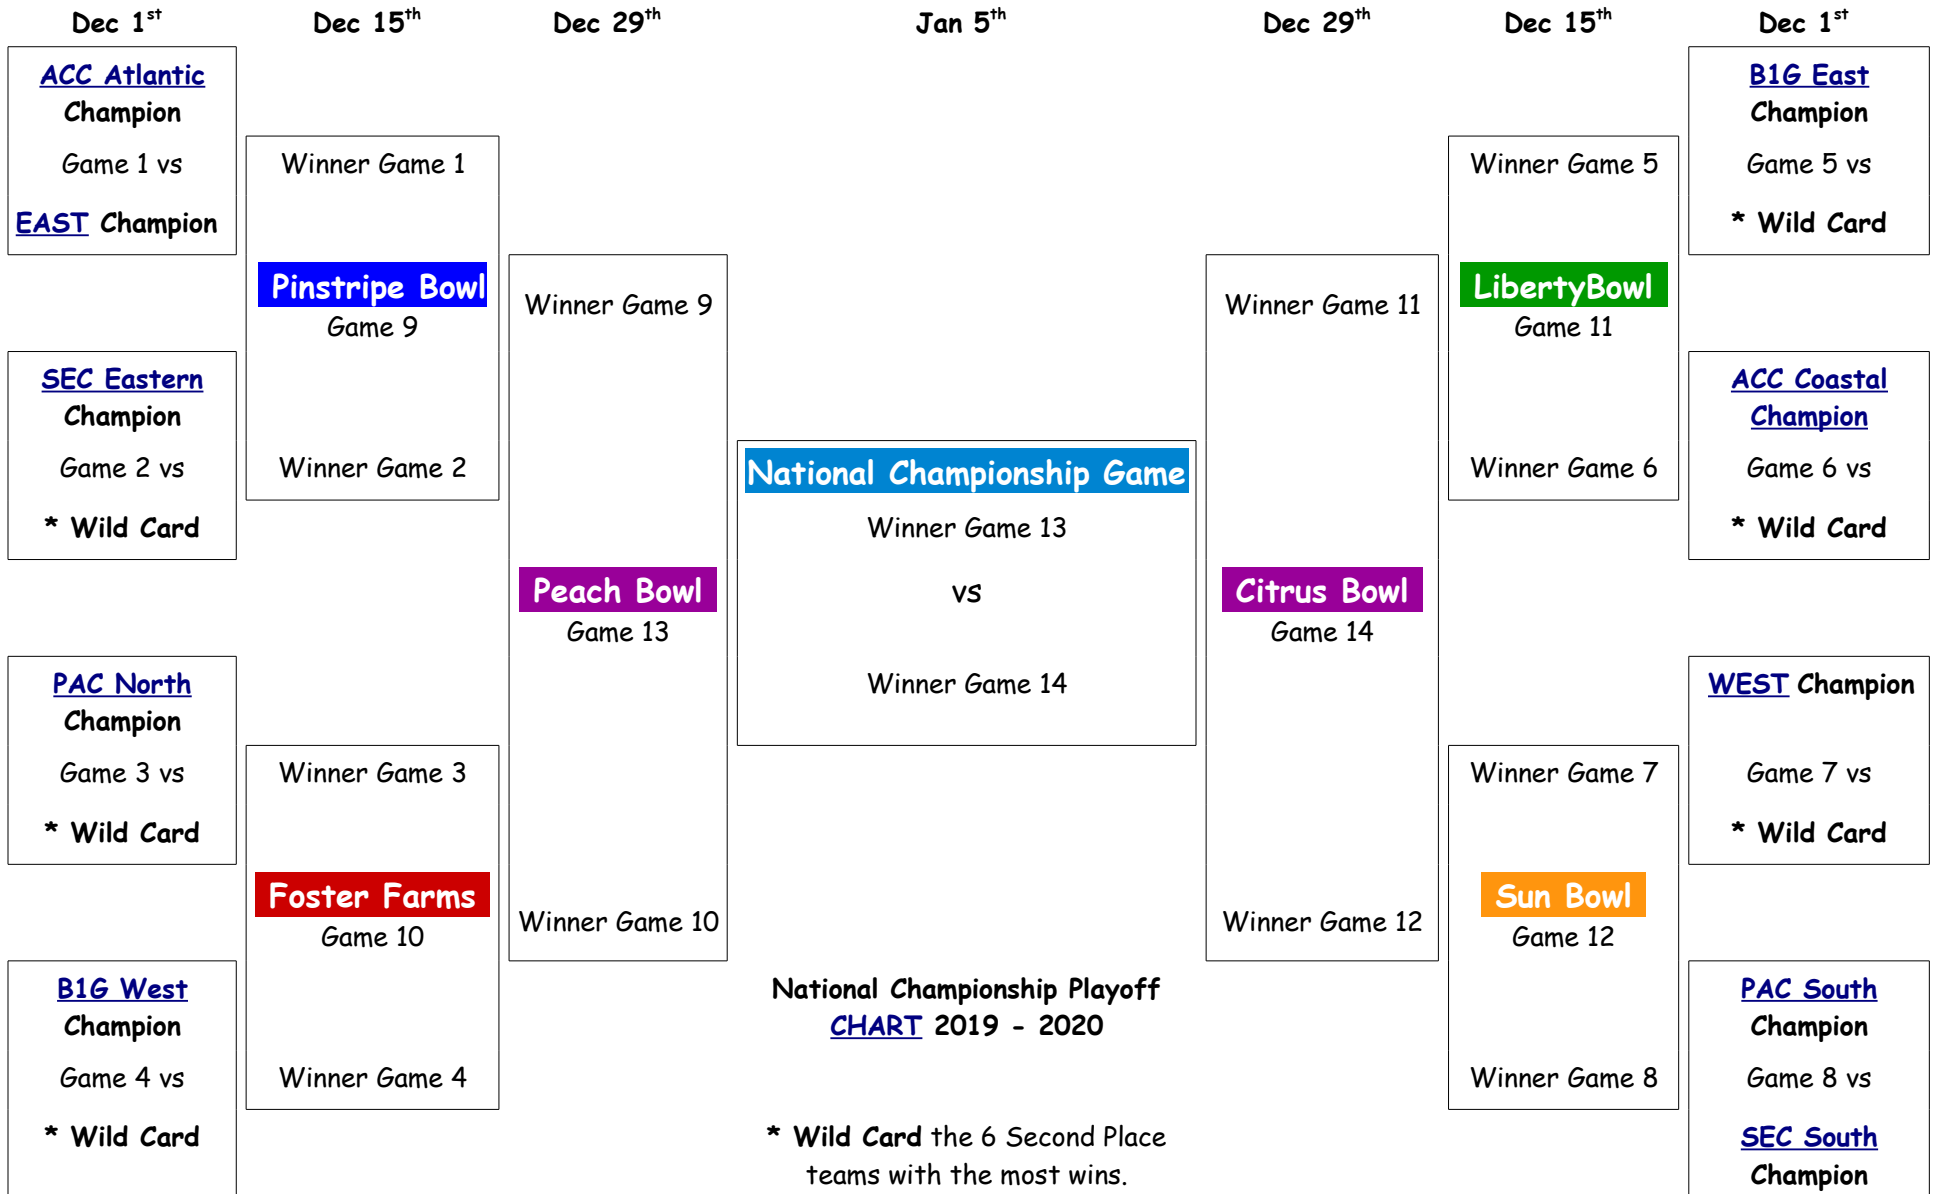 Dec 1st
Dec 15th
Dec 29th
Jan 5th
Dec 29th
Dec 15th
Dec 1st
ACC Atlantic
Champion
Game 1 vs
EAST Champion
SEC Eastern
Champion
Game 2 vs
* Wild Card
PAC North
Champion
Game 3 vs
* Wild Card
B1G West
Champion
Game 4 vs
* Wild Card
Winner Game 1
Pinstripe Bowl
Game 9
Winner Game 2
Winner Game 3
Foster Farms
Game 10
Winner Game 4
Winner Game 9
Peach Bowl
Game 13
Winner Game 10
National Championship Game
Winner Game 13
vs
Winner Game 14
National Championship Playoff
CHART 2019 - 2020
* Wild Card the 6 Second Place
teams with the most wins.
Winner Game 11
Citrus Bowl
Game 14
Winner Game 12
Winner Game 5
LibertyBowl
Game 11
Winner Game 6
Winner Game 7
Sun Bowl
Game 12
Winner Game 8
B1G East
Champion
Game 5 vs
* Wild Card
ACC Coastal
Champion
Game 6 vs
* Wild Card
WEST Champion
Game 7 vs
* Wild Card
PAC South
Champion
Game 8 vs
SEC South
Champion